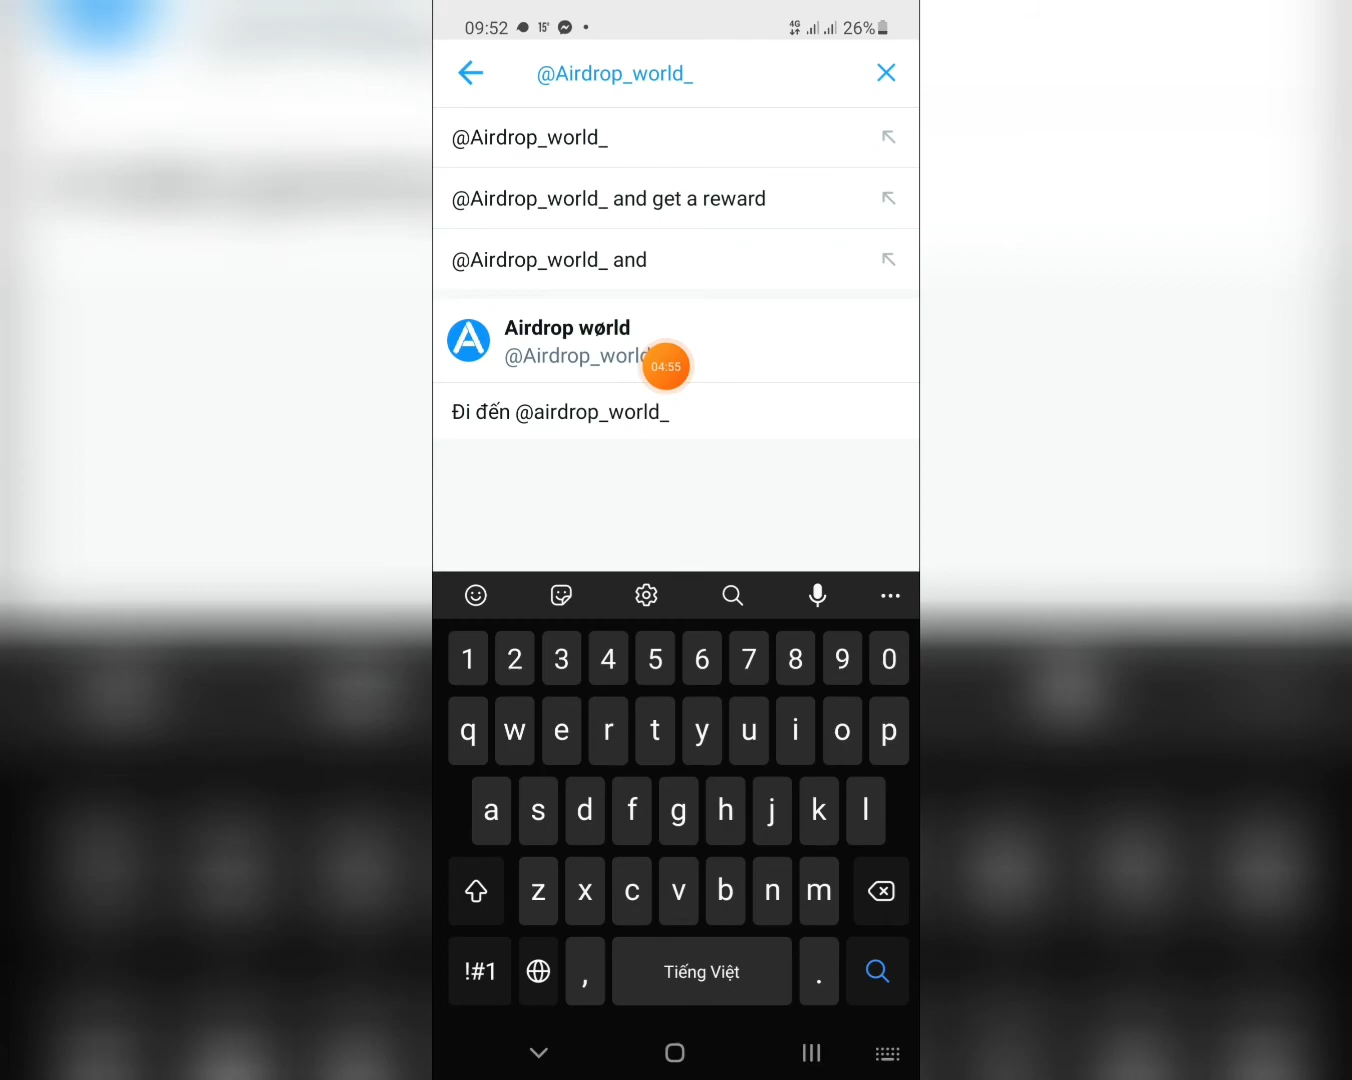 09:52 15° 4G 26%
@Airdrop_world_
@Airdrop_world_
@Airdrop_world_ and get a reward
@Airdrop_world_ and
Airdrop wørld
@Airdrop_world
04:55
Đi đến @airdrop_world_
1 2 3 4 5 6 7 8 9 0
q w e r t y u i o p
a s d f g h j k l
z x c v b n m
!#1 , Tiếng Việt .